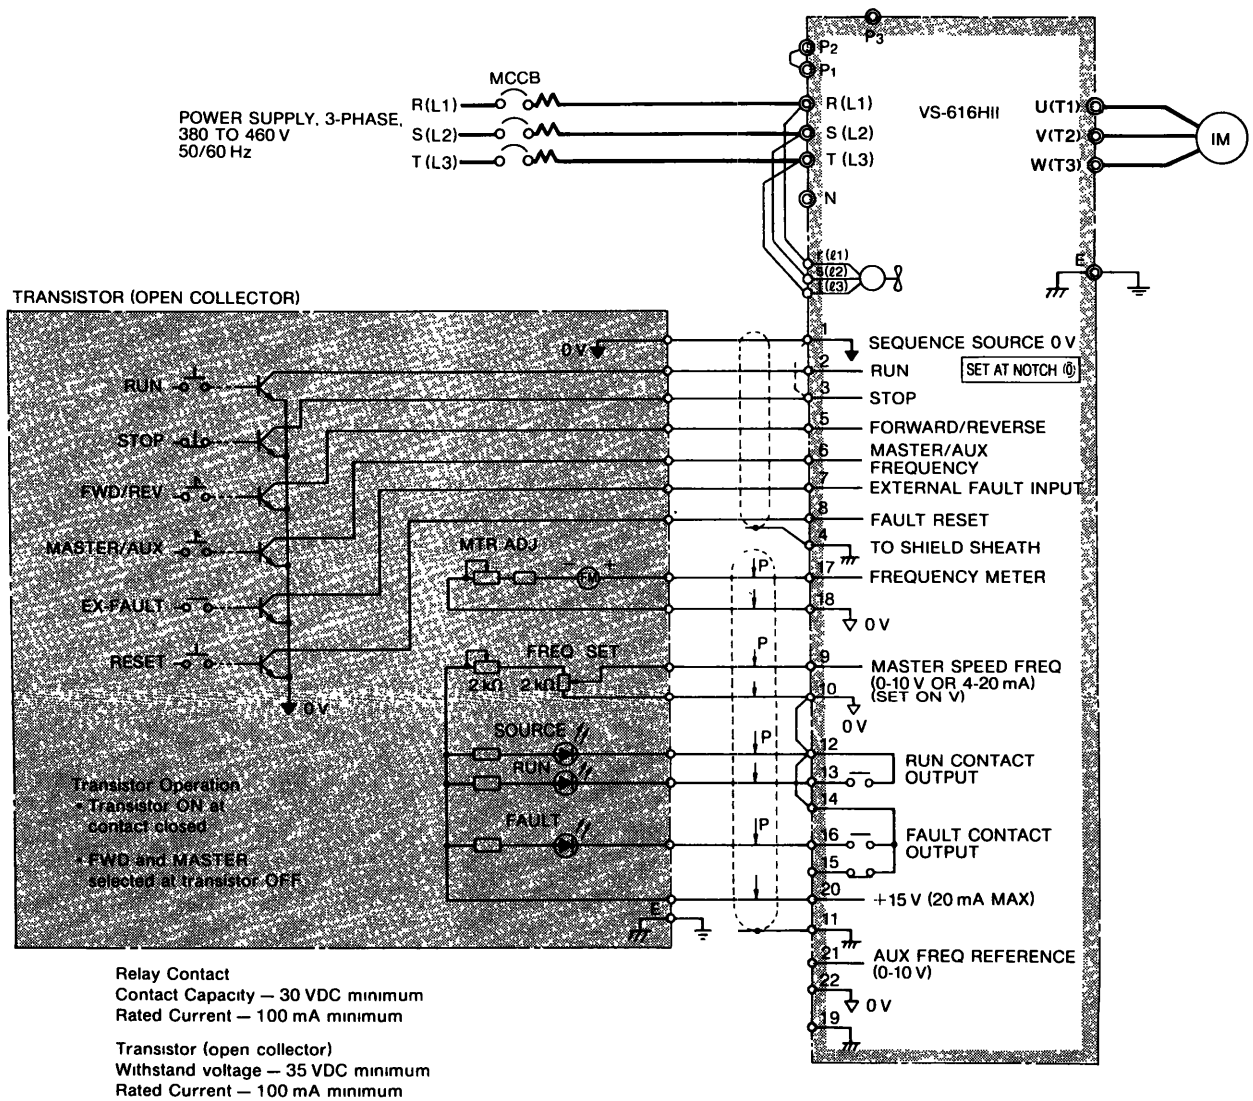 P3
P2
P1
MCCB
POWER SUPPLY, 3-PHASE,
380 TO 460 V
50/60 Hz
R(L1)
S(L2)
T(L3)
R(L1)
S(L2)
T(L3)
N
VS-616HII
U(T1)
V(T2)
W(T3)
IM
E
r(ℓ1)
s(ℓ2)
t(ℓ3)
TRANSISTOR (OPEN COLLECTOR)
0 V
RUN
STOP
FWD/REV
MASTER/AUX
EX-FAULT
RESET
0 V
MTR ADJ
- FM +
FREQ SET
2 kΩ 2 kΩ
SOURCE
RUN
FAULT
Transistor Operation
• Transistor ON at
contact closed
• FWD and MASTER
selected at transistor OFF
E
P
P
P
P
1 SEQUENCE SOURCE 0 V
2 RUN
SET AT NOTCH
3 STOP
5 FORWARD/REVERSE
6 MASTER/AUX
FREQUENCY
7 EXTERNAL FAULT INPUT
8 FAULT RESET
4 TO SHIELD SHEATH
17 FREQUENCY METER
18 0 V
9 MASTER SPEED FREQ
(0-10 V OR 4-20 mA)
10 (SET ON V)
0 V
12
RUN CONTACT
13 OUTPUT
14
16 FAULT CONTACT
OUTPUT
15
20 +15 V (20 mA MAX)
11
21 AUX FREQ REFERENCE
(0-10 V)
22 0 V
19
Relay Contact
Contact Capacity — 30 VDC minimum
Rated Current — 100 mA minimum
Transistor (open collector)
Withstand voltage — 35 VDC minimum
Rated Current — 100 mA minimum